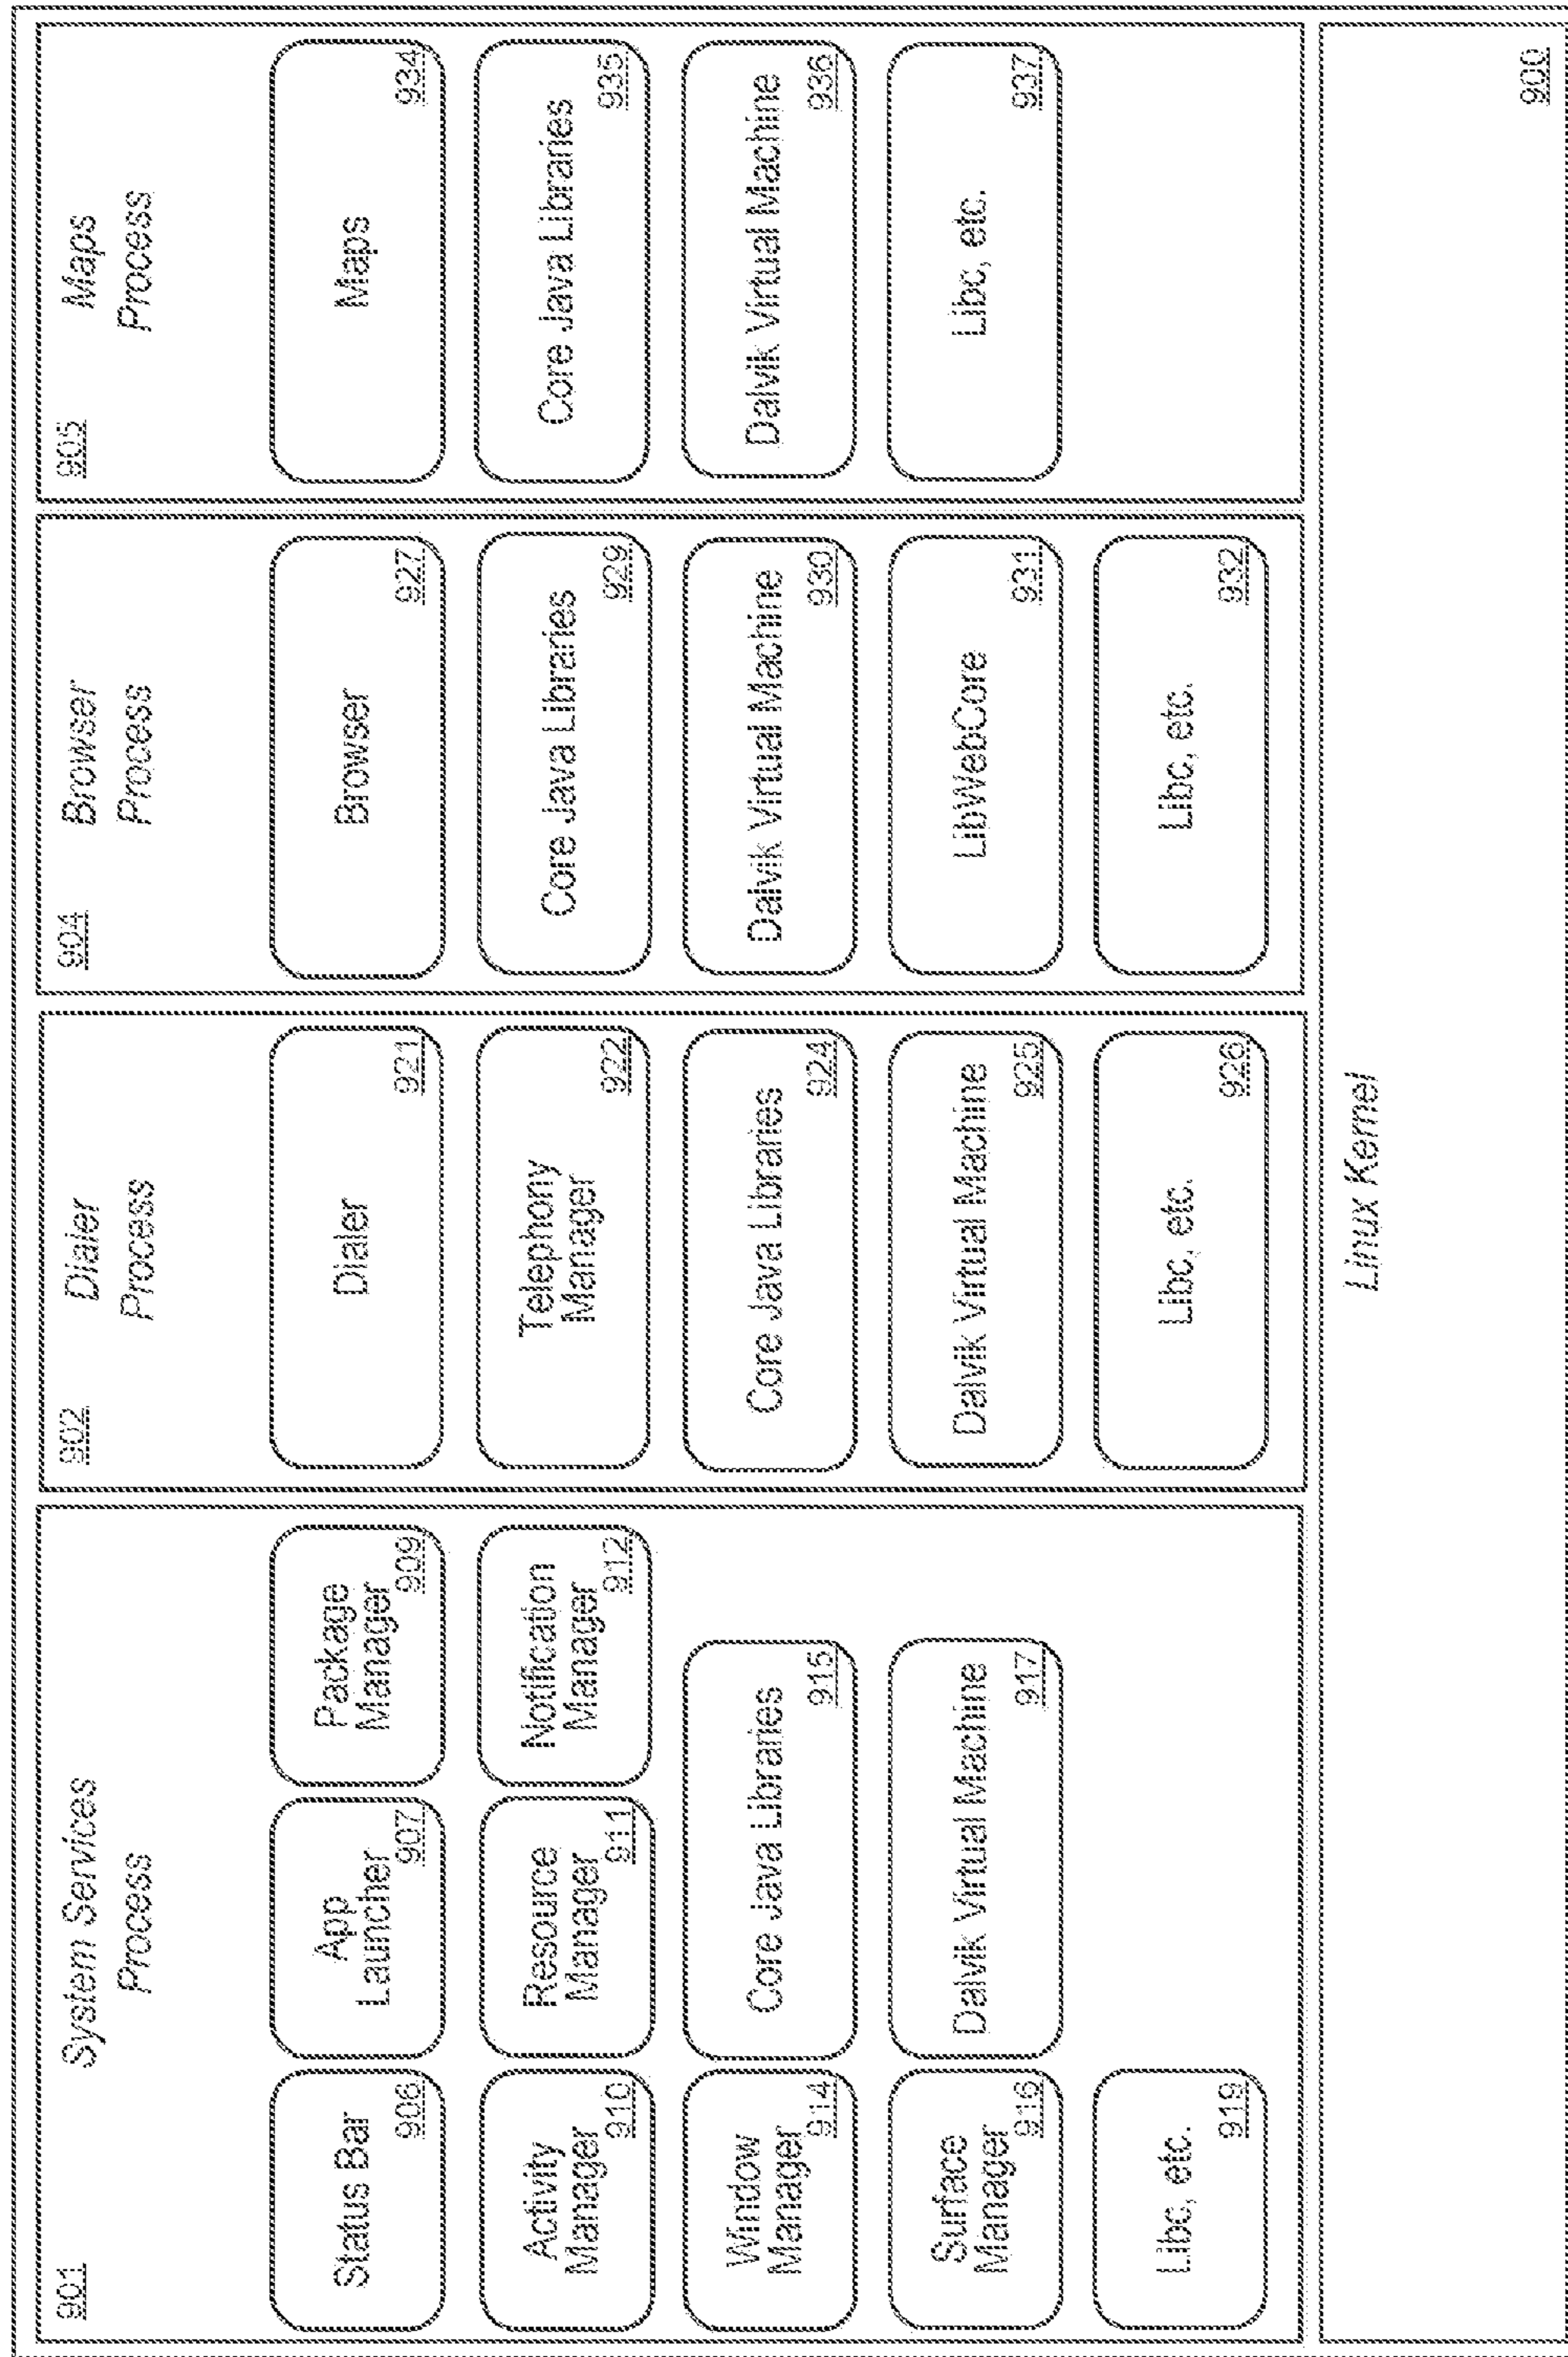 901
System Services
Process
Status Bar
906
App
Launcher
907
Package
Manager
909
Activity
Manager
910
Resource
Manager
911
Notification
Manager
912
Window
Manager
914
Core Java Libraries
915
Surface
Manager
916
Dalvik Virtual Machine
917
Libc, etc.
919
902
Dialer
Process
Dialer
921
Telephony
Manager
922
Core Java Libraries
924
Dalvik Virtual Machine
925
Libc, etc.
926
904
Browser
Process
Browser
927
Core Java Libraries
929
Dalvik Virtual Machine
930
LibWebCore
931
Libc, etc.
932
905
Maps
Process
Maps
934
Core Java Libraries
935
Dalvik Virtual Machine
936
Libc, etc.
937
Linux Kernel
900